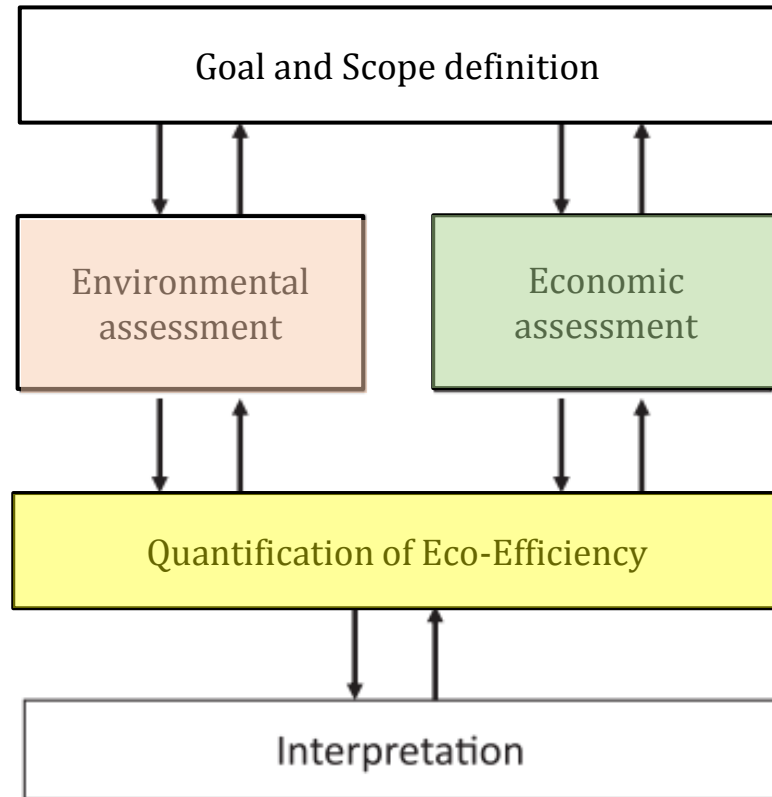 Goal and Scope definition
Environmental
assessment
Economic
assessment
Quantification of Eco-Efficiency
Interpretation